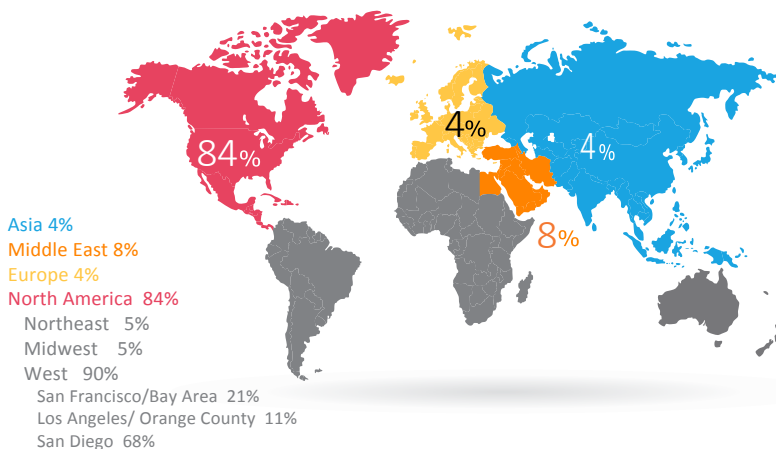 84%
4%
4%
8%
Asia 4%
Middle East 8%
Europe 4%
North America 84%
Northeast 5%
Midwest 5%
West 90%
San Francisco/Bay Area 21%
Los Angeles/ Orange County 11%
San Diego 68%